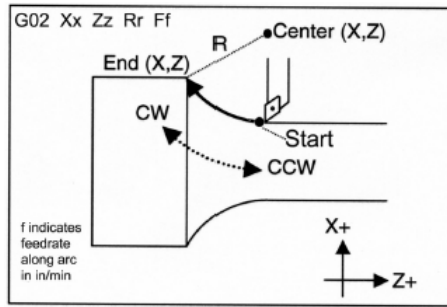 G02 Xx Zz Rr Ff
R
Center (X,Z)
End (X,Z)
CW
Start
CCW
f indicates
feedrate
along arc
in in/min
X+
Z+